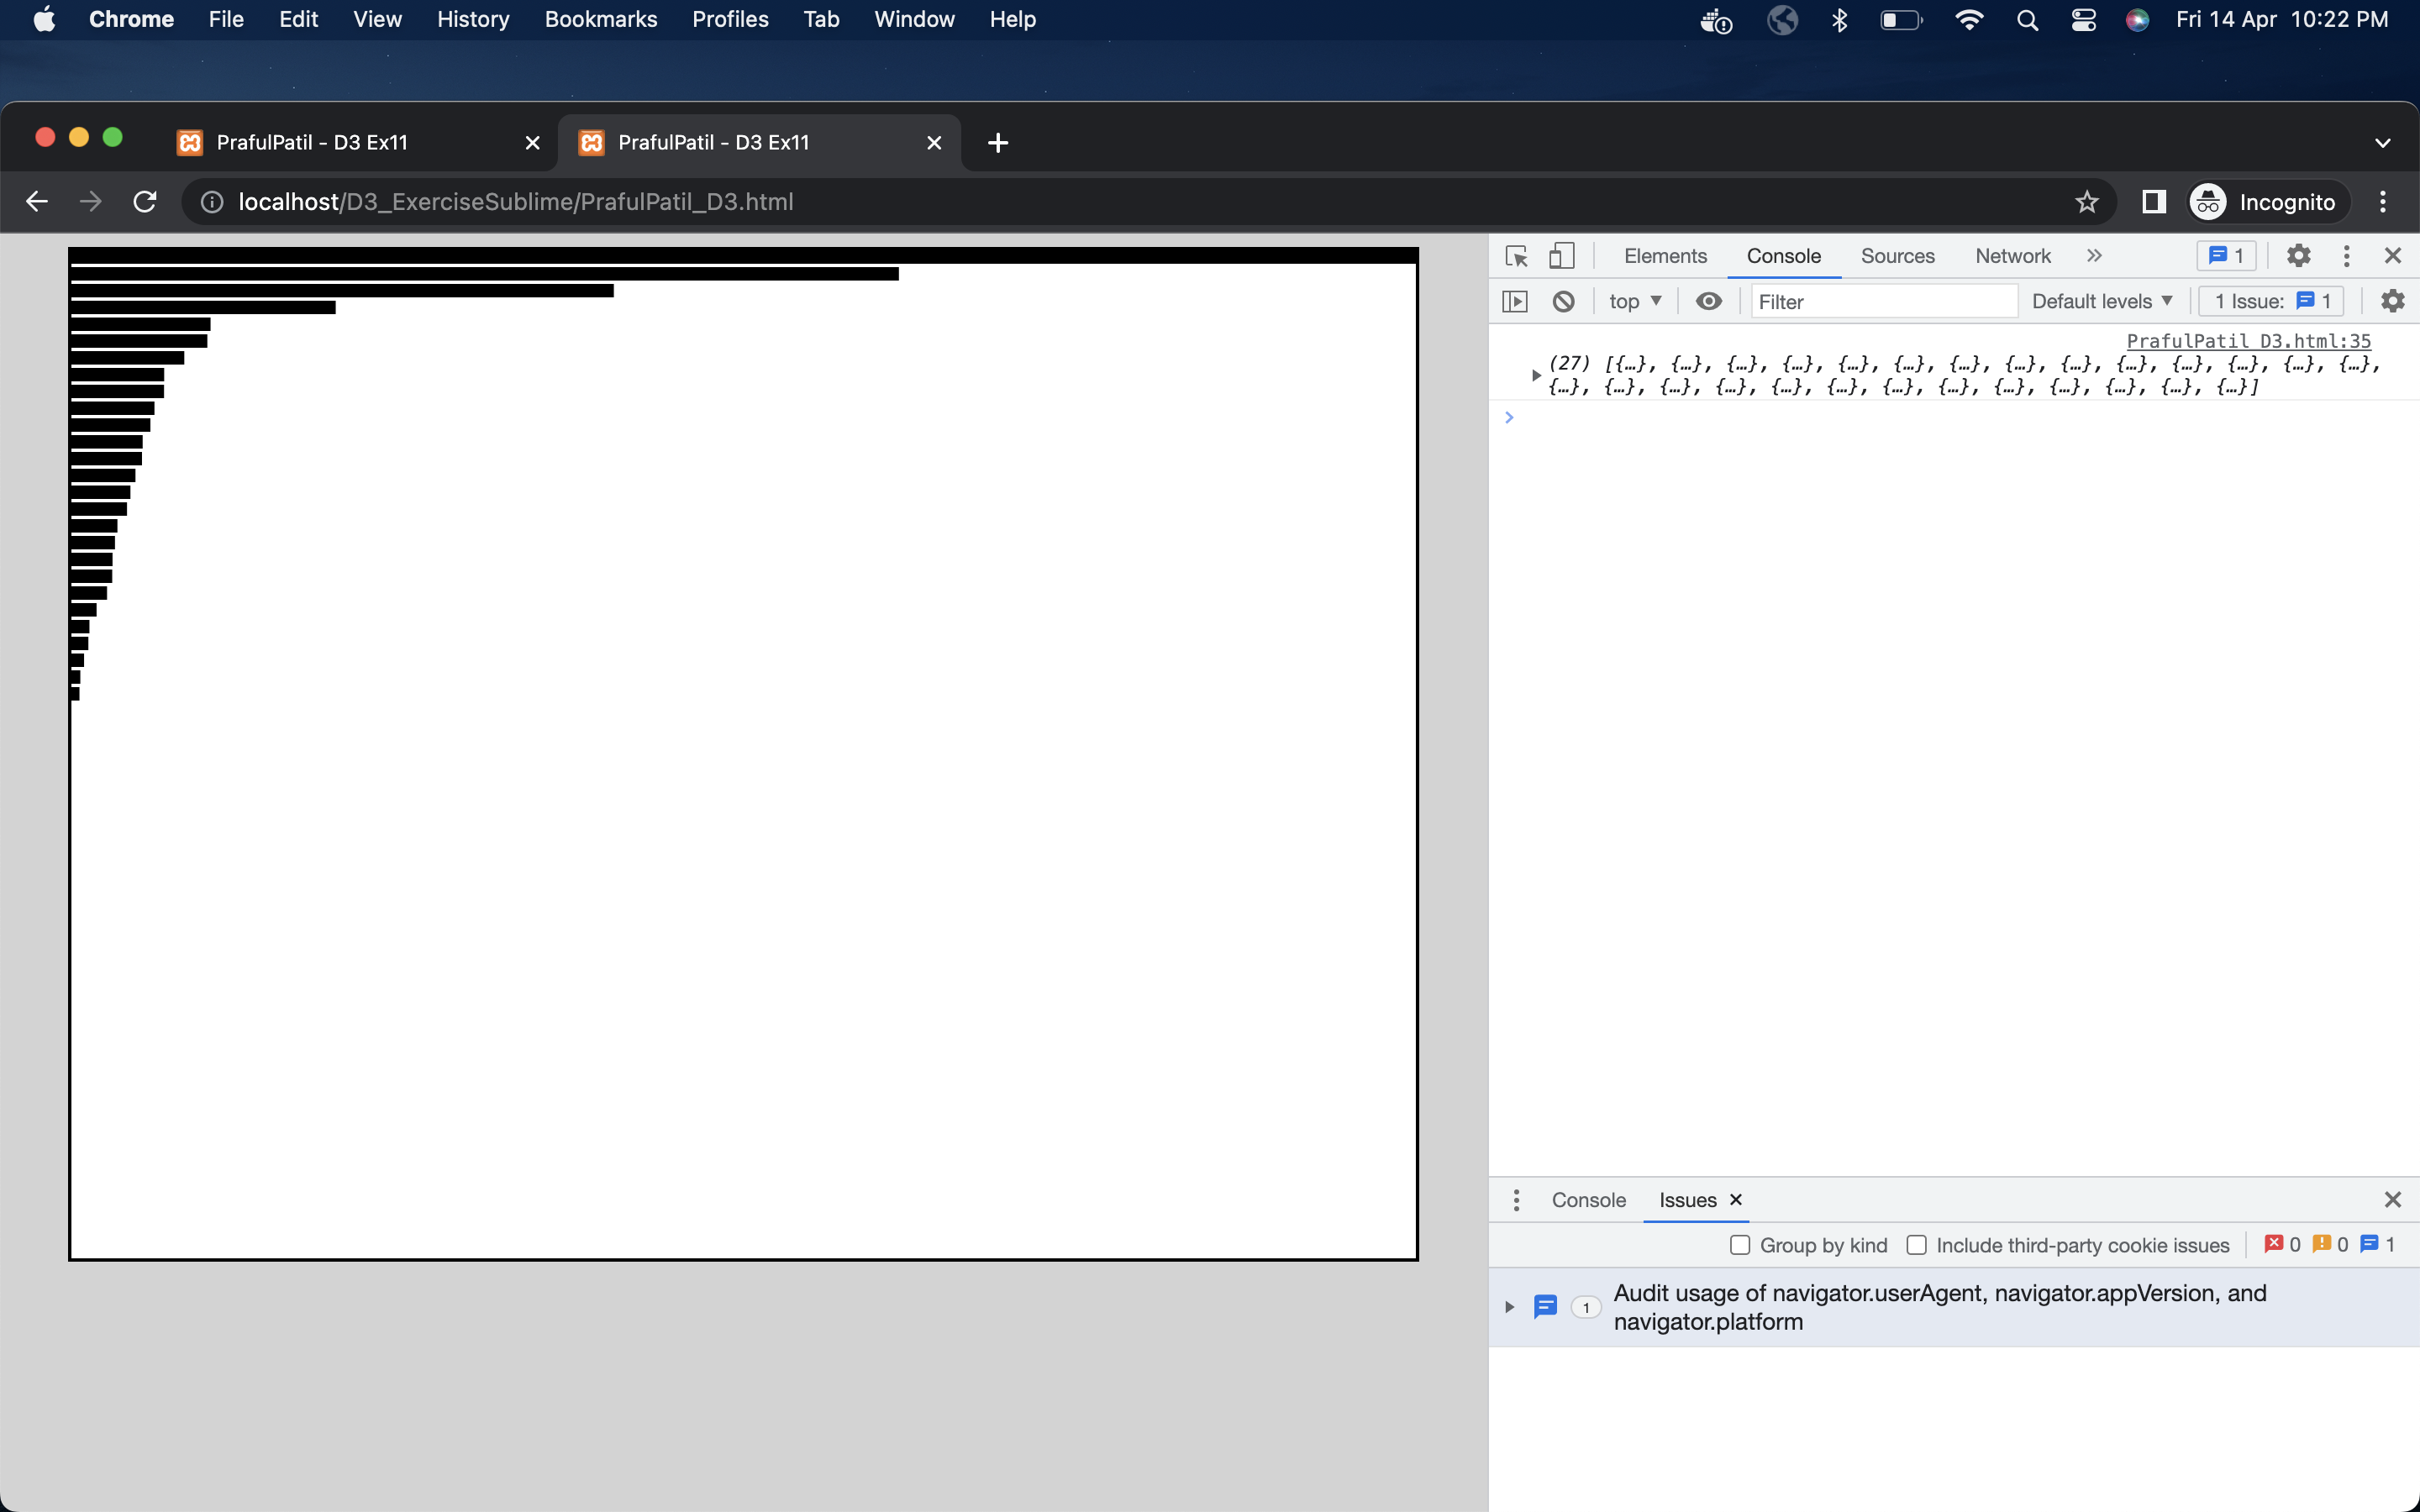 Chrome File Edit View History Bookmarks Profiles Tab Window Help Fri 14 Apr 10:22 PM
PrafulPatil - D3 Ex11 PrafulPatil - D3 Ex11
localhost/D3_ExerciseSublime/PrafulPatil_D3.html Incognito
Elements Console Sources Network 1
top Filter Default levels 1 Issue: 1
PrafulPatil_D3.html:35
(27) [{…}, {…}, {…}, {…}, {…}, {…}, {…}, {…}, {…}, {…}, {…}, {…}, {…}, {…},
{…}, {…}, {…}, {…}, {…}, {…}, {…}, {…}, {…}, {…}, {…}, {…}, {…}]
Console Issues
Group by kind Include third-party cookie issues 0 0 1
1 Audit usage of navigator.userAgent, navigator.appVersion, and
navigator.platform